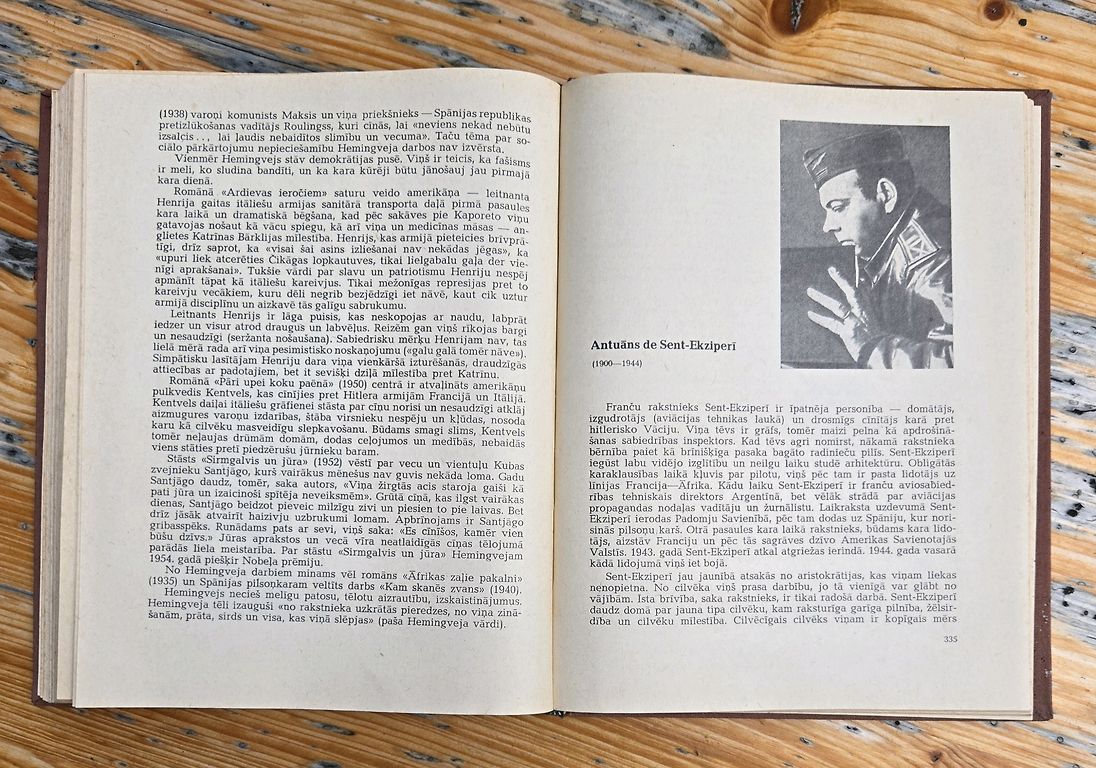 (1938) varoņi komunists Maksis un viņa priekšnieks — Spānijas republikas
pretizlūkošanas vadītājs Roulingss, kuri cīnās, lai «neviens nekad nebūtu
izsalcis . . , lai ļaudis nebaidītos slimību un vecuma». Taču tēma par so-
ciālo pārkārtojumu nepieciešamību Hemingveja darbos nav izvērsta.
Vienmēr Hemingvejs stāv demokrātijas pusē. Viņš ir teicis, ka fašisms
ir meli, ko sludina bandīti, un ka kara kūrēji būtu jānošauj jau pirmajā
kara dienā.
Romānā «Ardievas ieročiem» saturu veido amerikāņa — leitnanta
Henrija gaitas itāliešu armijas sanitārā transporta daļā pirmā pasaules
kara laikā un dramatiskā bēgšana, kad pēc sakāves pie Kaporeto viņu
gatavojas nošaut kā vācu spiegu, kā arī viņa un medicīnas māsas — an-
glietes Katrīnas Bārklijas mīlestība. Henrijs, kas armijā pieteicies brīvprā-
tīgi, drīz saprot, ka «visai šai asins izliešanai nav nekādas jēgas», ka
«upuri liek atcerēties Čikāgas lopkautuves, tikai lielgabalu gaļa der vie-
nīgi aprakšanai». Tukšie vārdi par slavu un patriotismu Henriju nespēj
apmānīt tāpat kā itāliešu kareivjus. Tikai mežonīgas represijas pret to
kareivju vecākiem, kuru dēli negrib bezjēdzīgi iet nāvē, kaut cik uztur
armijā disciplīnu un aizkavē tās galīgu sabrukumu.
Leitnants Henrijs ir lāga puisis, kas neskopojas ar naudu, labprāt
iedzer un visur atrod draugus un labvēļus. Reizēm gan viņš rīkojas bargi
un nesaudzīgi (seržanta nošaušana). Sabiedrisku mērķu Henrijam nav, tas
lielā mērā rada arī viņa pesimistisko noskaņojumu («galu galā tomēr nāve»).
Simpātisku lasītājam Henriju dara viņa vienkāršā izturēšanās, draudzīgās
attiecības ar padotajiem, bet it sevišķi dziļā mīlestība pret Katrīnu.
Romānā «Pāri upei koku paēnā» (1950) centrā ir atvaļināts amerikāņu
pulkvedis Kentvels, kas cīnījies pret Hitlera armijām Francijā un Itālijā.
Kentvels daiļai itāliešu grāfienei stāsta par cīņu norisi un nesaudzīgi atklāj
aizmugures varoņu izdarības, štāba virsnieku nespēju un kļūdas, nosoda
karu kā cilvēku masveidīgu slepkavošanu. Būdams smagi slims, Kentvels
tomēr neļaujas drūmām domām, dodas ceļojumos un medībās, nebaidās
viens stāties pretī piedzērušu jūrnieku baram.
Stāsts «Sirmgalvis un jūra» (1952) vēstī par vecu un vientuļu Kubas
zvejnieku Santjāgo, kurš vairākus mēnešus nav guvis nekāda loma. Gadu
Santjāgo daudz, tomēr, saka autors, «Viņa žirgtās acis staroja gaiši kā
pati jūra un izaicinoši spītēja neveiksmēm». Grūtā cīņā, kas ilgst vairākas
dienas, Santjāgo beidzot pieveic milzīgu zivi un piesien to pie laivas. Bet
drīz jāsāk atvairīt haizivju uzbrukumi lomam. Apbrīnojams ir Santjāgo
gribasspēks. Runādams pats ar sevi, viņš saka: «Es cīnīšos, kamēr vien
būšu dzīvs.» Jūras aprakstos un vecā vīra neatlaidīgās cīņas tēlojumā
parādās liela meistarība. Par stāstu «Sirmgalvis un jūra» Hemingvejam
1954. gadā piešķir Nobeļa prēmiju.
No Hemingveja darbiem minams vēl romāns «Āfrikas zaļie pakalni»
(1935) un Spānijas pilsoņkaram veltīts darbs «Kam skanēs zvans» (1940).
Hemingvejs necieš melīgu patosu, tēlotu aizrautību, izskaistinājumus.
Hemingveja tēli izauguši «no rakstnieka uzkrātās pieredzes, no viņa zinā-
šanām, prāta, sirds un visa, kas viņā slēpjas» (paša Hemingveja vārdi).
Antuāns de Sent-Ekziperī
(1900—1944)
Franču rakstnieks Sent-Ekziperī ir īpatnēja personība — domātājs,
izgudrotājs (aviācijas tehnikas laukā) un drosmīgs cīnītājs karā pret
hitlerisko Vāciju. Viņa tēvs ir grāfs, tomēr maizi pelna kā apdrošinā-
šanas sabiedrības inspektors. Kad tēvs agri nomirst, nākamā rakstnieka
bērnība paiet kā brīnišķīga pasaka bagāto radinieču pilīs. Sent-Ekziperī
iegūst labu vidējo izglītību un neilgu laiku studē arhitektūru. Obligātās
karaklausības laikā kļuvis par pilotu, viņš pēc tam ir pasta lidotājs uz
līnijas Francija—Āfrika. Kādu laiku Sent-Ekziperī ir franču aviosabied-
rības tehniskais direktors Argentīnā, bet vēlāk strādā par aviācijas
propagandas nodaļas vadītāju un žurnālistu. Laikraksta uzdevumā Sent-
Ekziperī ierodas Padomju Savienībā, pēc tam dodas uz Spāniju, kur nori-
sinās pilsoņu karš. Otrā pasaules kara laikā rakstnieks, būdams kara lido-
tājs, aizstāv Franciju un pēc tās sagrāves dzīvo Amerikas Savienotajās
Valstīs. 1943. gadā Sent-Ekziperī atkal atgriežas ierindā. 1944. gada vasarā
kādā lidojumā viņš iet bojā.
Sent-Ekziperī jau jaunībā atsakās no aristokrātijas, kas viņam liekas
nenopietna. No cilvēka viņš prasa darbību, jo tā vienīgā var glābt no
vājībām. Īsta brīvība, saka rakstnieks, ir tikai radošā darbā. Sent-Ekziperī
daudz domā par jauna tipa cilvēku, kam raksturīga garīga pilnība, žēlsir-
dība un cilvēku mīlestība. Cilvēcīgais cilvēks viņam ir kopīgais mērs
335